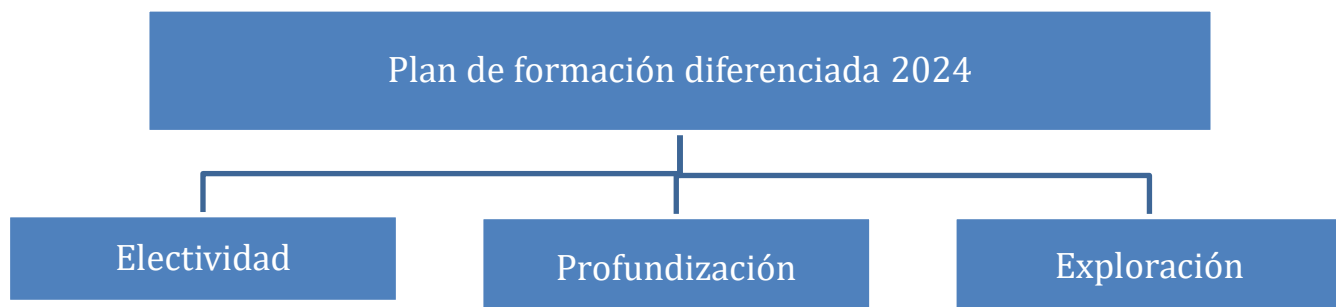 Plan de formación diferenciada 2024
Electividad
Profundización
Exploración